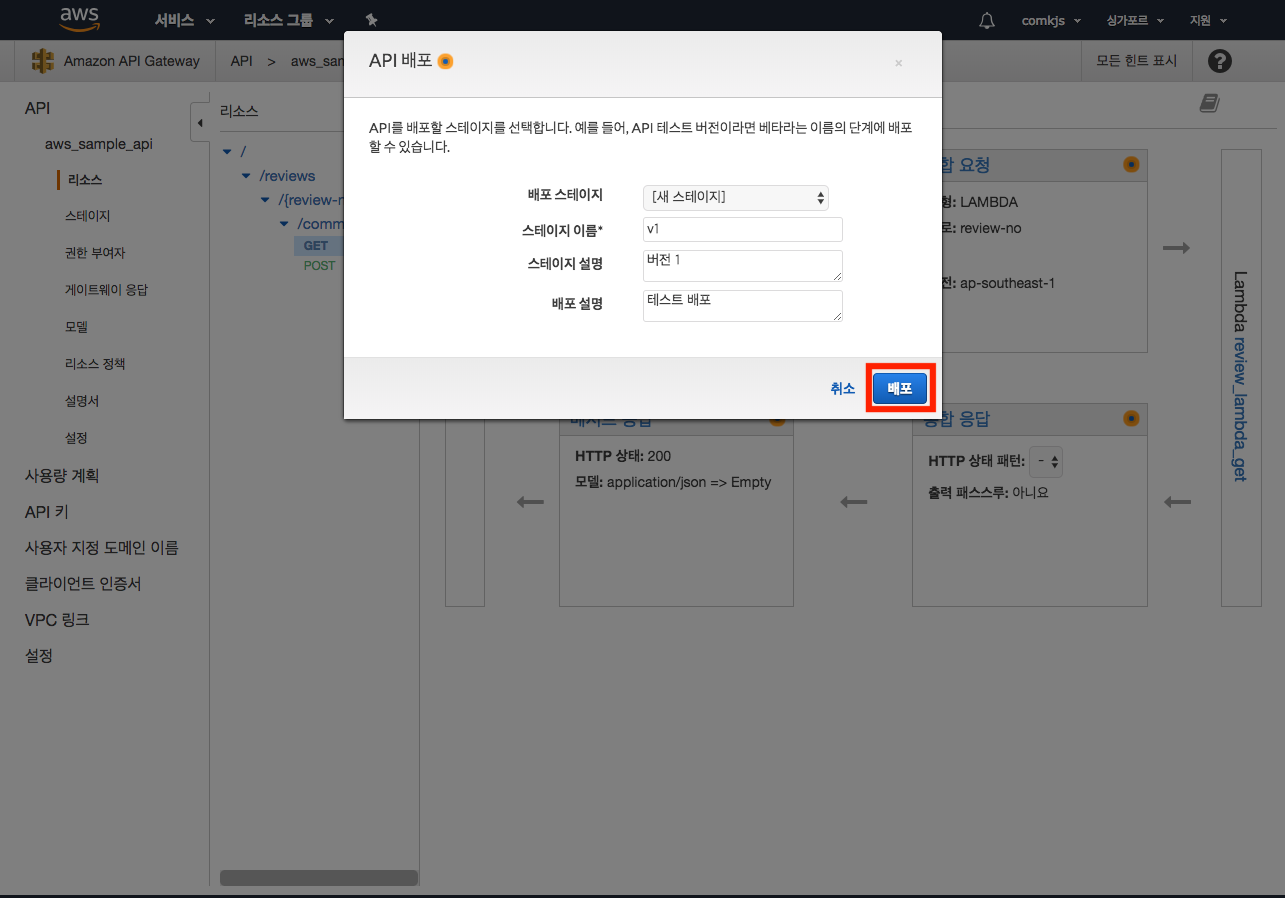 aws
서비스
리소스 그룹
comkjs
싱가포르
지원
Amazon API Gateway
API > aws_san
모든 힌트 표시
?
API 배포
×
API를 배포할 스테이지를 선택합니다. 예를 들어, API 테스트 버전이라면 베타라는 이름의 단계에 배포
할 수 있습니다.
배포 스테이지
[새 스테이지]
스테이지 이름*
v1
스테이지 설명
버전 1
배포 설명
테스트 배포
취소
배포
API
aws_sample_api
리소스
스테이지
권한 부여자
게이트웨이 응답
모델
리소스 정책
설명서
설정
사용량 계획
API 키
사용자 지정 도메인 이름
클라이언트 인증서
VPC 링크
설정
리소스
/
/reviews
/{review-n
/comm
GET
POST
합 요청
형: LAMBDA
로: review-no
전: ap-southeast-1
Lambda review_lambda_get
메서드 응답
HTTP 상태: 200
모델: application/json => Empty
통합 응답
HTTP 상태 패턴: -
출력 패스스루: 아니요